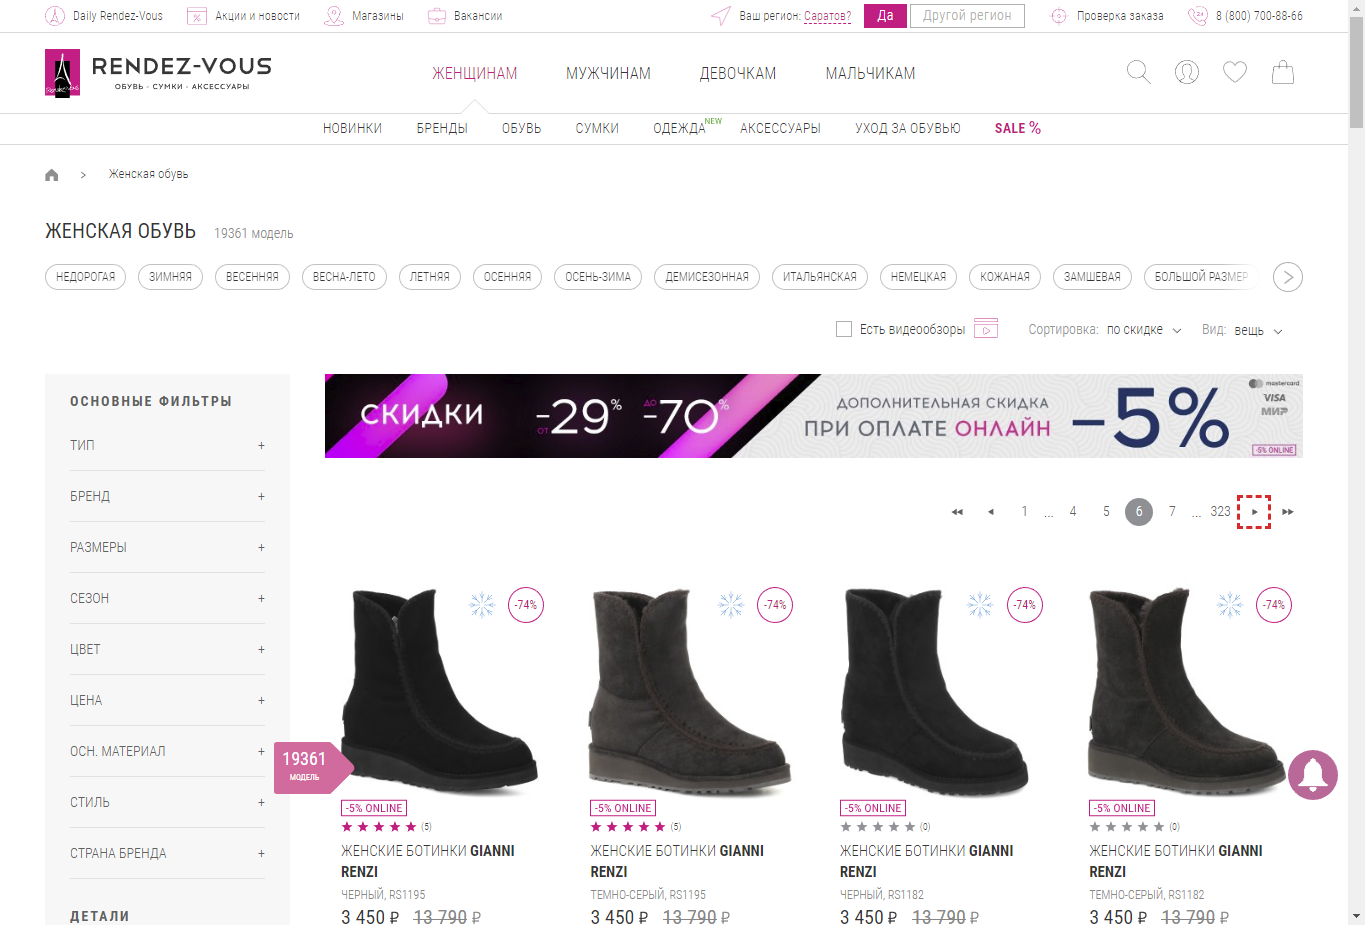 Daily Rendez-Vous
Акции и новости
Магазины
Вакансии
Ваш регион: Саратов?
Да
Другой регион
Проверка заказа
8 (800) 700-88-66
RENDEZ-VOUS
ОБУВЬ · СУМКИ · АКСЕССУАРЫ
ЖЕНЩИНАМ
МУЖЧИНАМ
ДЕВОЧКАМ
МАЛЬЧИКАМ
НОВИНКИ
БРЕНДЫ
ОБУВЬ
СУМКИ
ОДЕЖДА NEW
АКСЕССУАРЫ
УХОД ЗА ОБУВЬЮ
SALE %
> Женская обувь
ЖЕНСКАЯ ОБУВЬ 19361 модель
НЕДОРОГАЯ
ЗИМНЯЯ
ВЕСЕННЯЯ
ВЕСНА-ЛЕТО
ЛЕТНЯЯ
ОСЕННЯЯ
ОСЕНЬ-ЗИМА
ДЕМИСЕЗОННАЯ
ИТАЛЬЯНСКАЯ
НЕМЕЦКАЯ
КОЖАНАЯ
ЗАМШЕВАЯ
БОЛЬШОЙ РАЗМЕР
Есть видеообзоры
Сортировка: по скидке
Вид: вещь
ОСНОВНЫЕ ФИЛЬТРЫ
ТИП +
БРЕНД +
РАЗМЕРЫ +
СЕЗОН +
ЦВЕТ +
ЦЕНА +
ОСН. МАТЕРИАЛ +
СТИЛЬ +
СТРАНА БРЕНДА +
ДЕТАЛИ
19361
МОДЕЛЬ
СКИДКИ ОТ -29% ДО -70%
ДОПОЛНИТЕЛЬНАЯ СКИДКА
ПРИ ОПЛАТЕ ОНЛАЙН
-5%
mastercard
VISA
МИР
-5% ONLINE
1 ... 4 5 6 7 ... 323
-74%
-5% ONLINE
(5)
ЖЕНСКИЕ БОТИНКИ GIANNI
RENZI
ЧЕРНЫЙ, RS1195
3 450 ₽ 13 790 ₽
-74%
-5% ONLINE
(5)
ЖЕНСКИЕ БОТИНКИ GIANNI
RENZI
ТЕМНО-СЕРЫЙ, RS1195
3 450 ₽ 13 790 ₽
-74%
-5% ONLINE
(0)
ЖЕНСКИЕ БОТИНКИ GIANNI
RENZI
ЧЕРНЫЙ, RS1182
3 450 ₽ 13 790 ₽
-74%
-5% ONLINE
(0)
ЖЕНСКИЕ БОТИНКИ GIANNI
RENZI
ТЕМНО-СЕРЫЙ, RS1182
3 450 ₽ 13 790 ₽